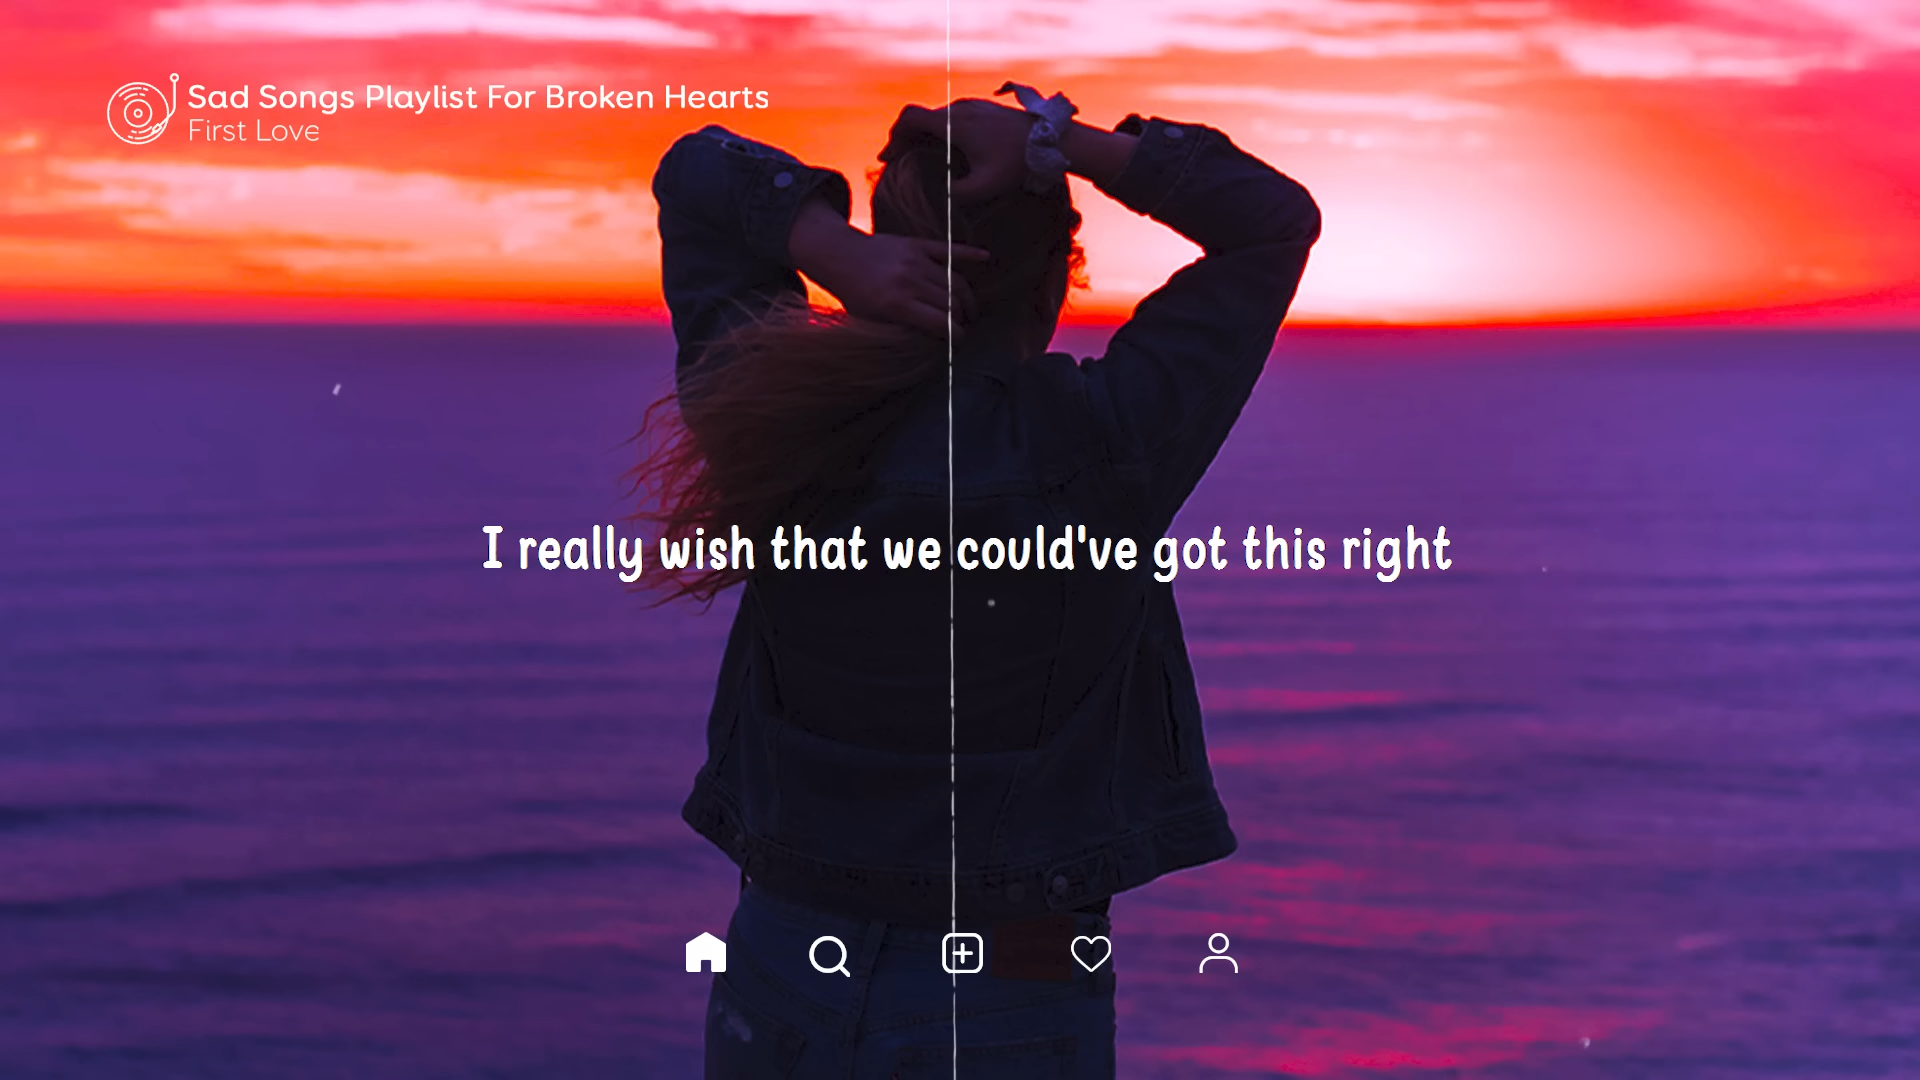 Sad Songs Playlist For Broken Hearts
First Love
I really wish that we could've got this right